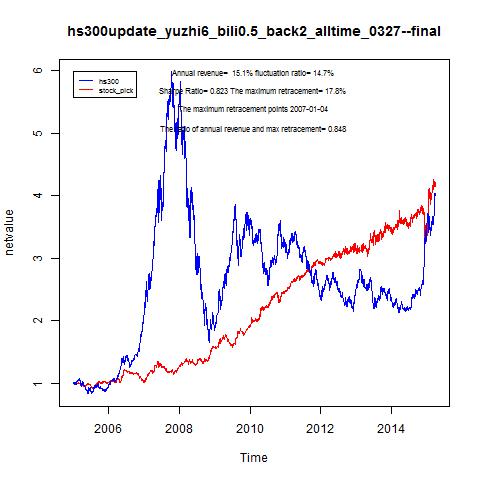 hs300update_yuzhi6_bili0.5_back2_alltime_0327--final
hs300
stock_pick
Annual revenue= 15.1% fluctuation ratio= 14.7%
Sharpe Ratio= 0.823 The maximum retracement= 17.8%
The maximum retracement points 2007-01-04
The ratio of annual revenue and max retracement= 0.848
netvalue
6
5
4
3
2
1
2006 2008 2010 2012 2014
Time